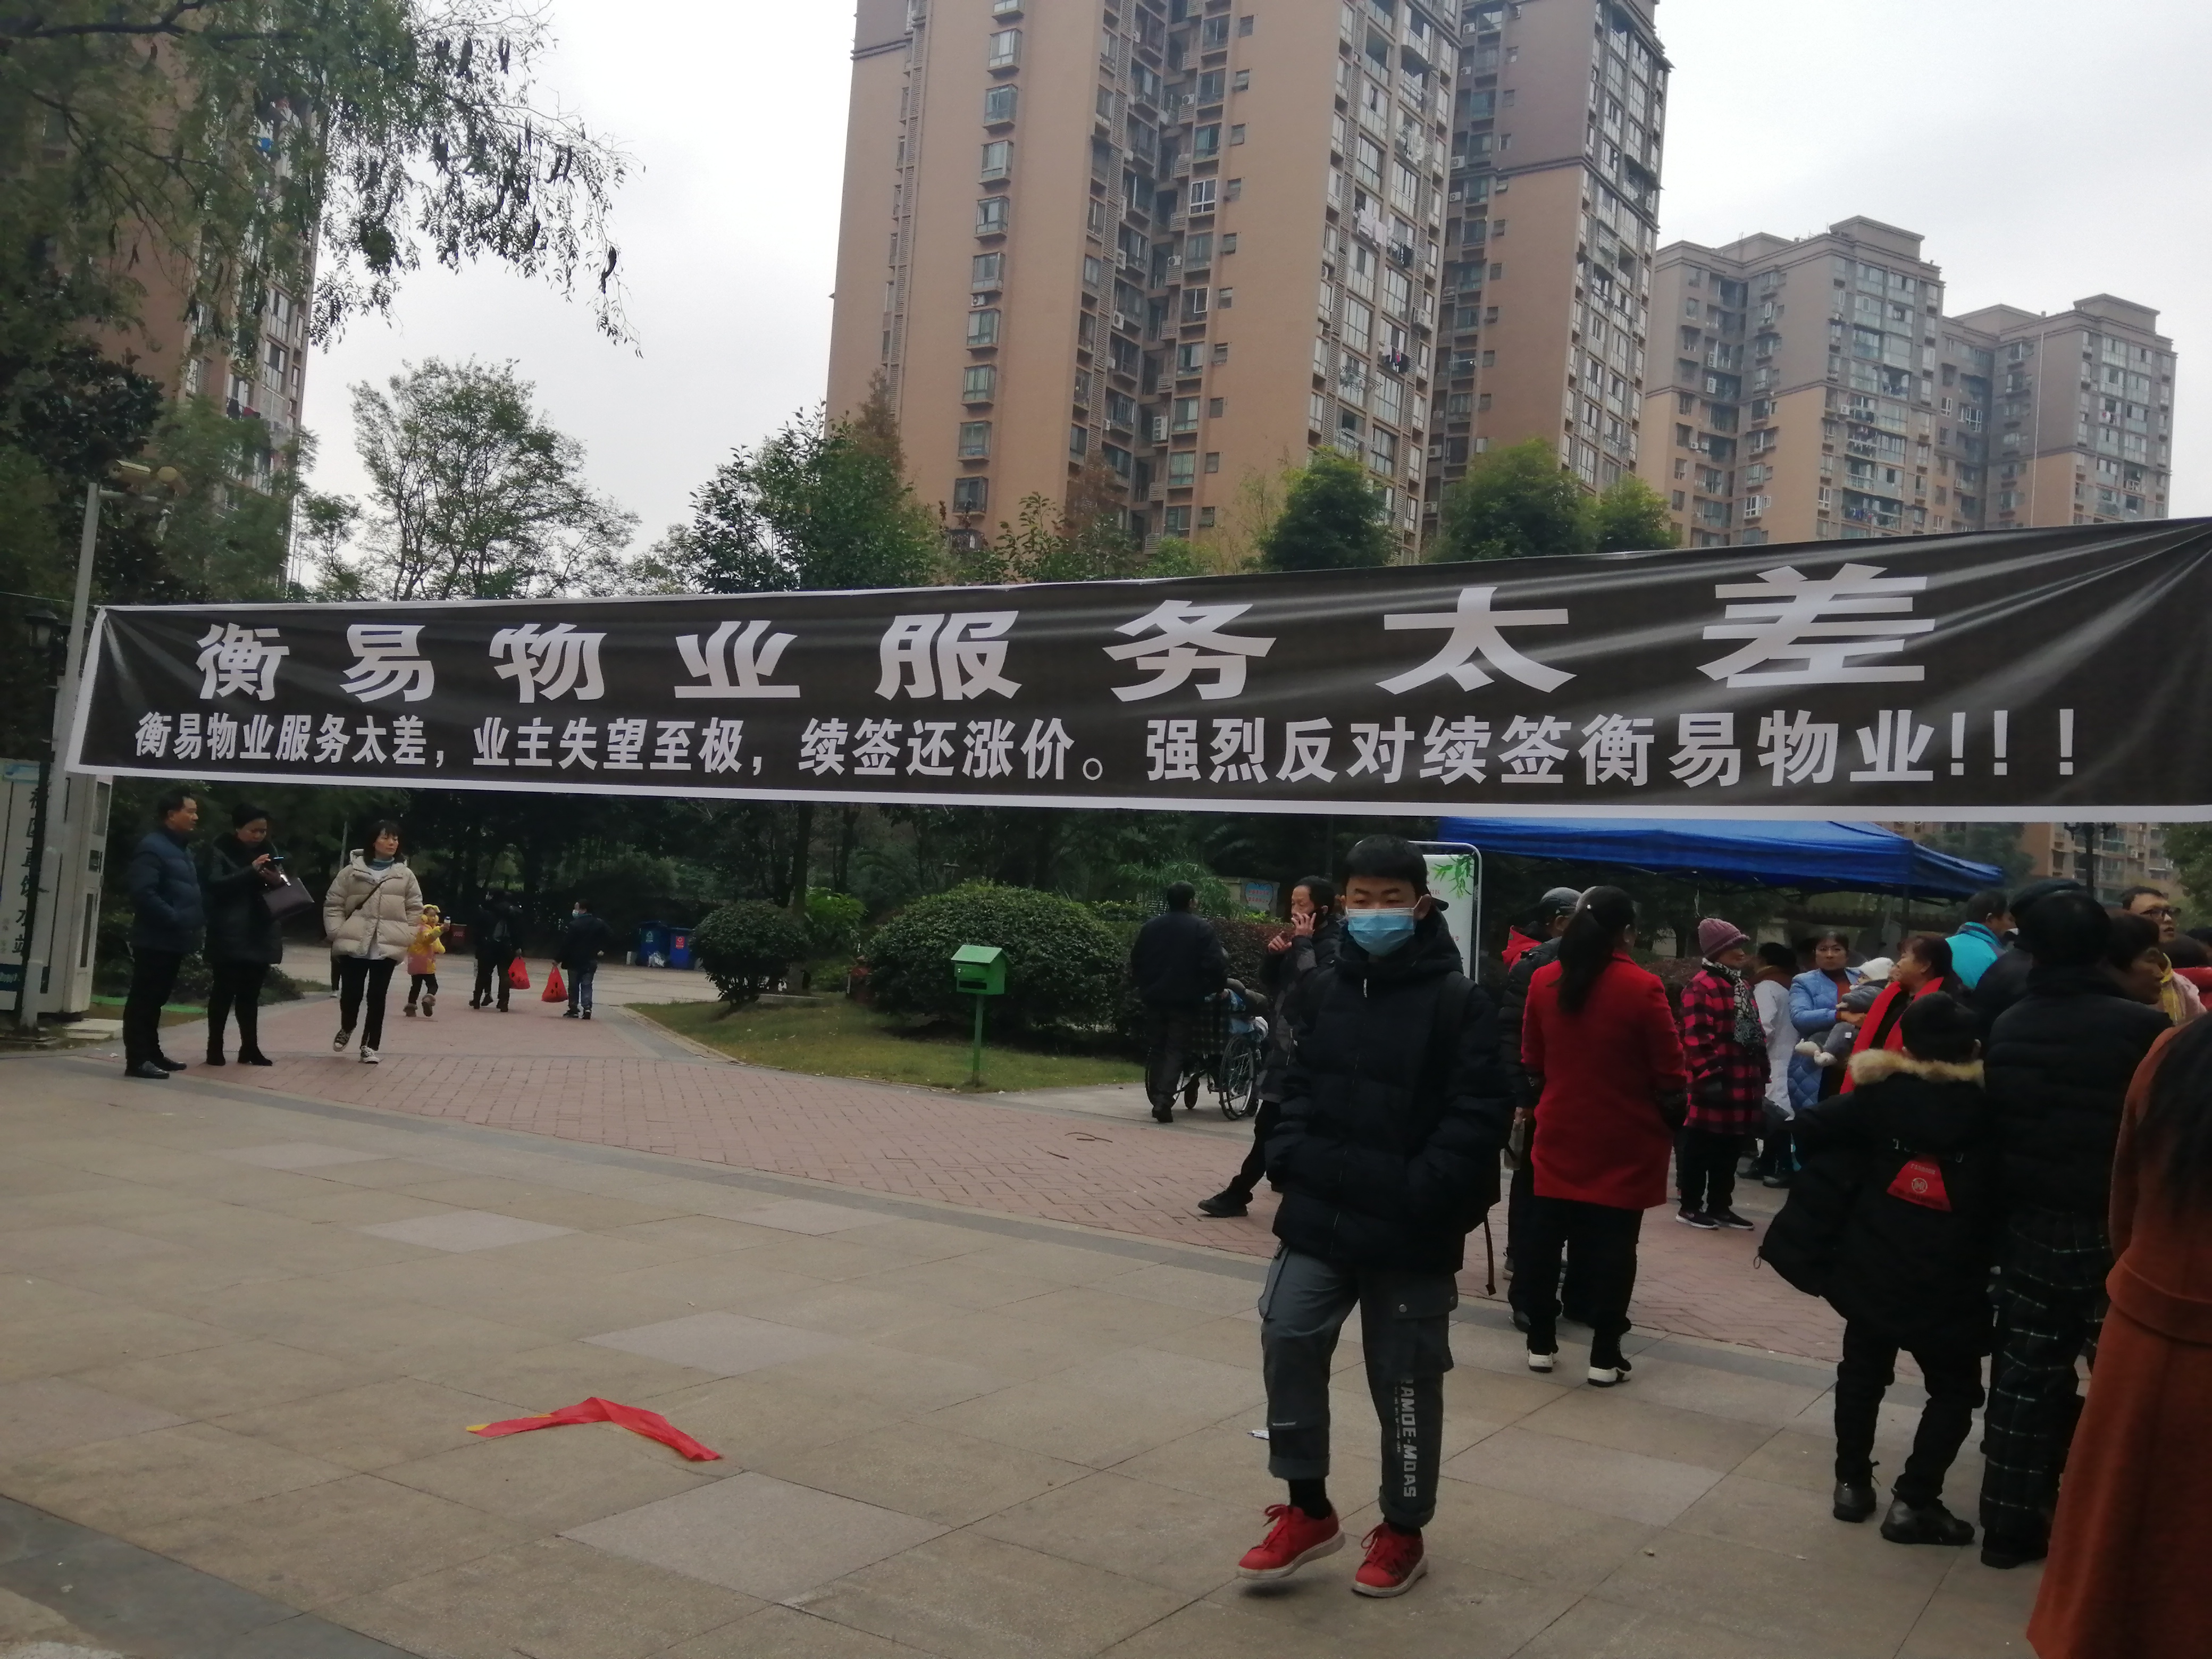 衡易物业服务太差
衡易物业服务太差，业主失望至极，续签还涨价。强烈反对续签衡易物业！！！